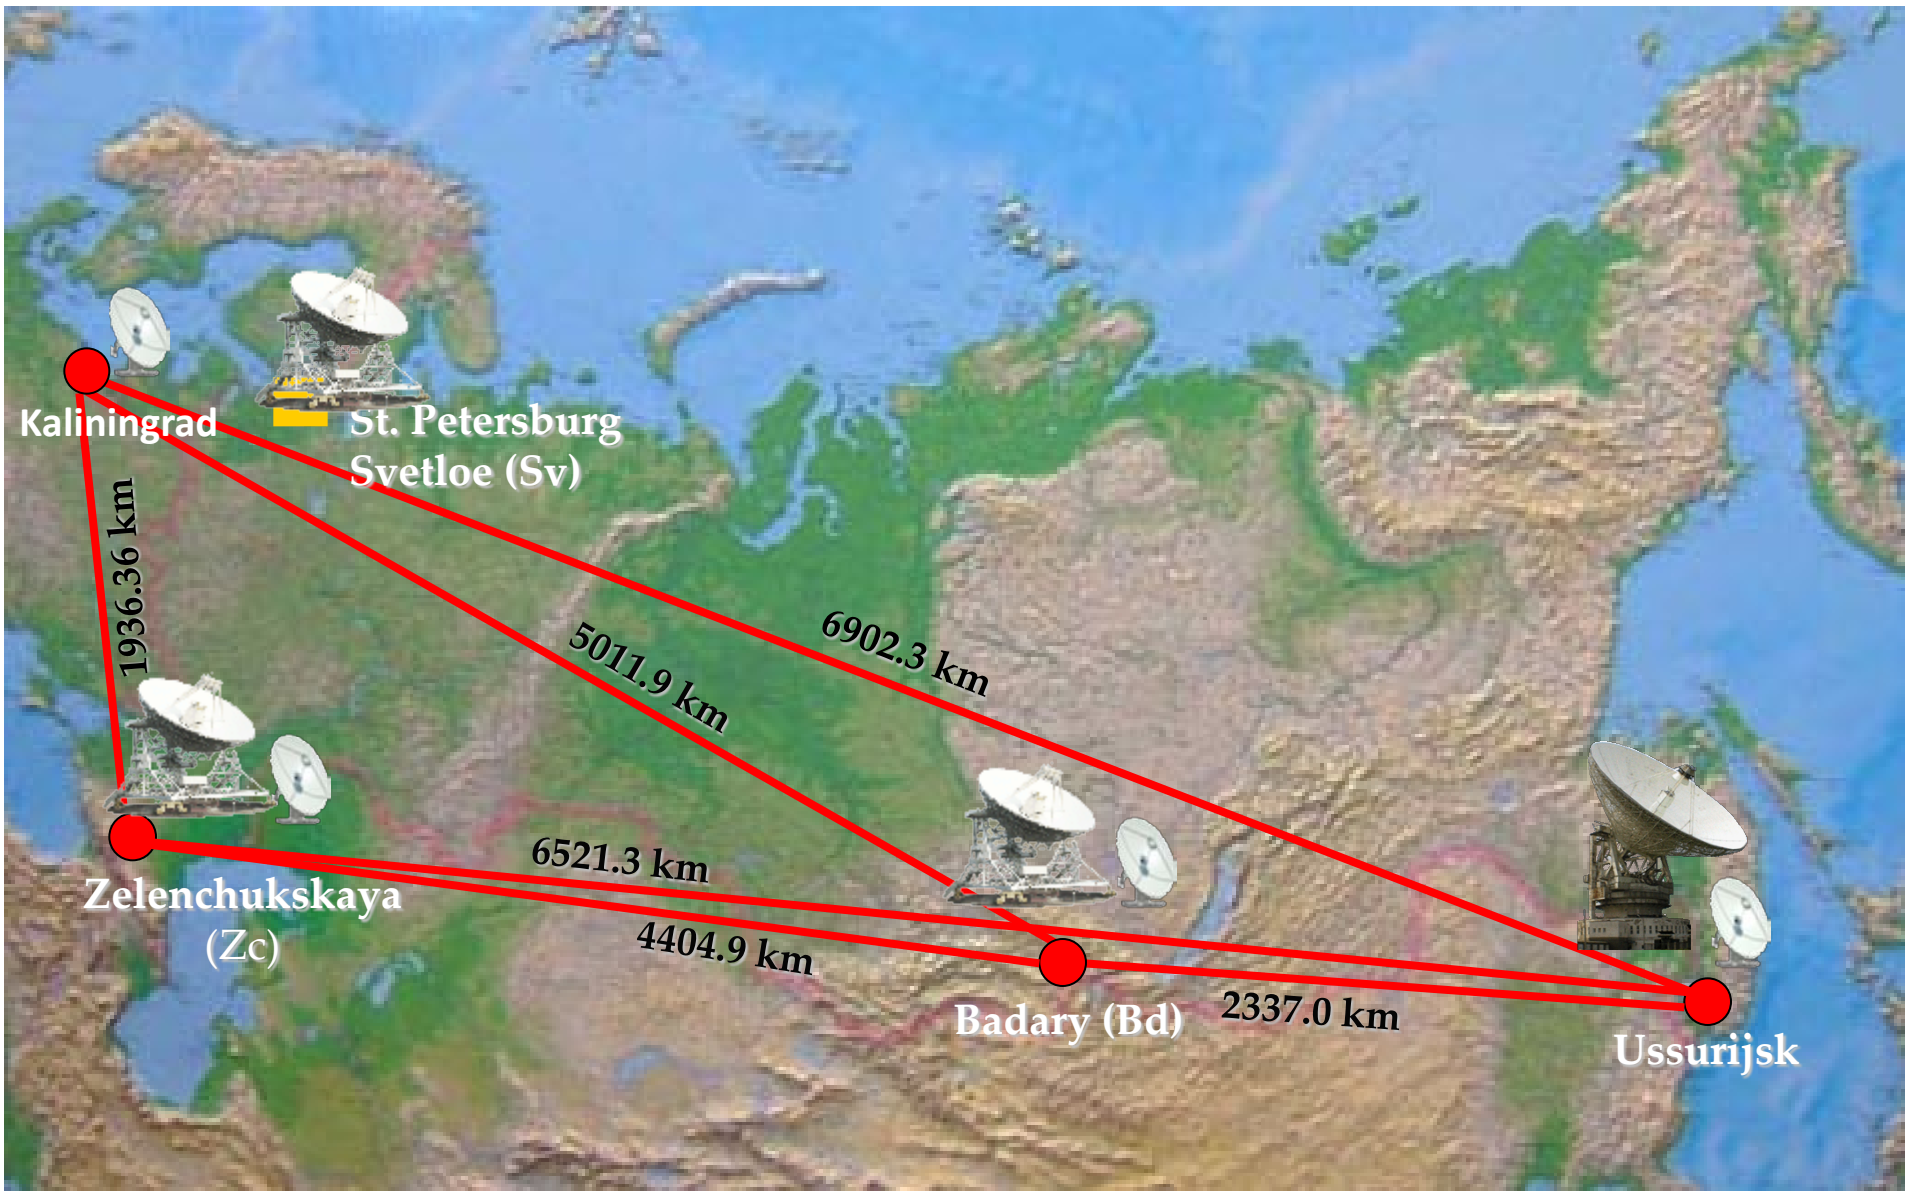 Kaliningrad
St. Petersburg
Svetloe (Sv)
1936.36 km
5011.9 km
6902.3 km
6521.3 km
4404.9 km
Zelenchukskaya
(Zc)
Badary (Bd)
2337.0 km
Ussurijsk